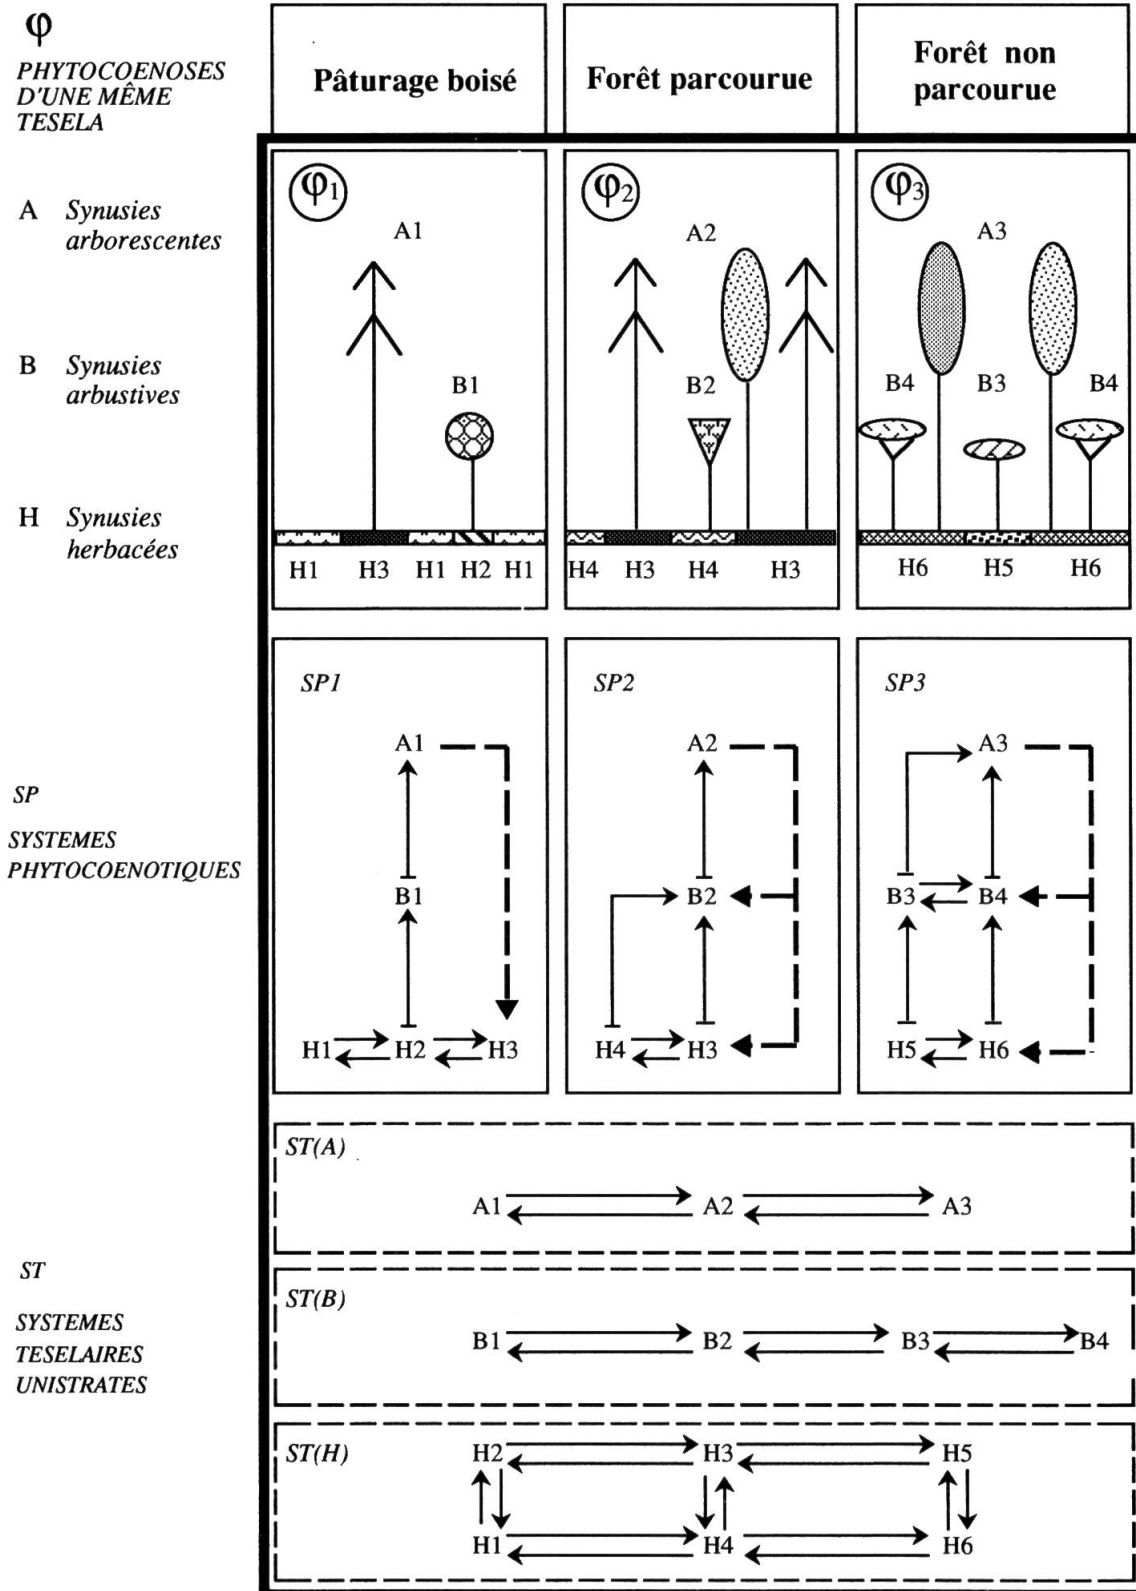 φ
PHYTOCOENOSES
D'UNE MÊME
TESELA
Pâturage boisé
Forêt parcourue
Forêt non
parcourue
A Synusies
arborescentes
B Synusies
arbustives
H Synusies
herbacées
φ1
A1
B1
H1 H3 H1 H2 H1
φ2
A2
B2
H4 H3 H4 H3
φ3
A3
B4 B3 B4
H6 H5 H6
SP
SYSTEMES
PHYTOCOENOTIQUES
SP1
A1
B1
H1 H2 H3
SP2
A2
B2
H4 H3
SP3
A3
B3 B4
H5 H6
ST
SYSTEMES
TESELAIRES
UNISTRATES
ST(A)
A1 A2 A3
ST(B)
B1 B2 B3 B4
ST(H)
H2 H3 H5
H1 H4 H6